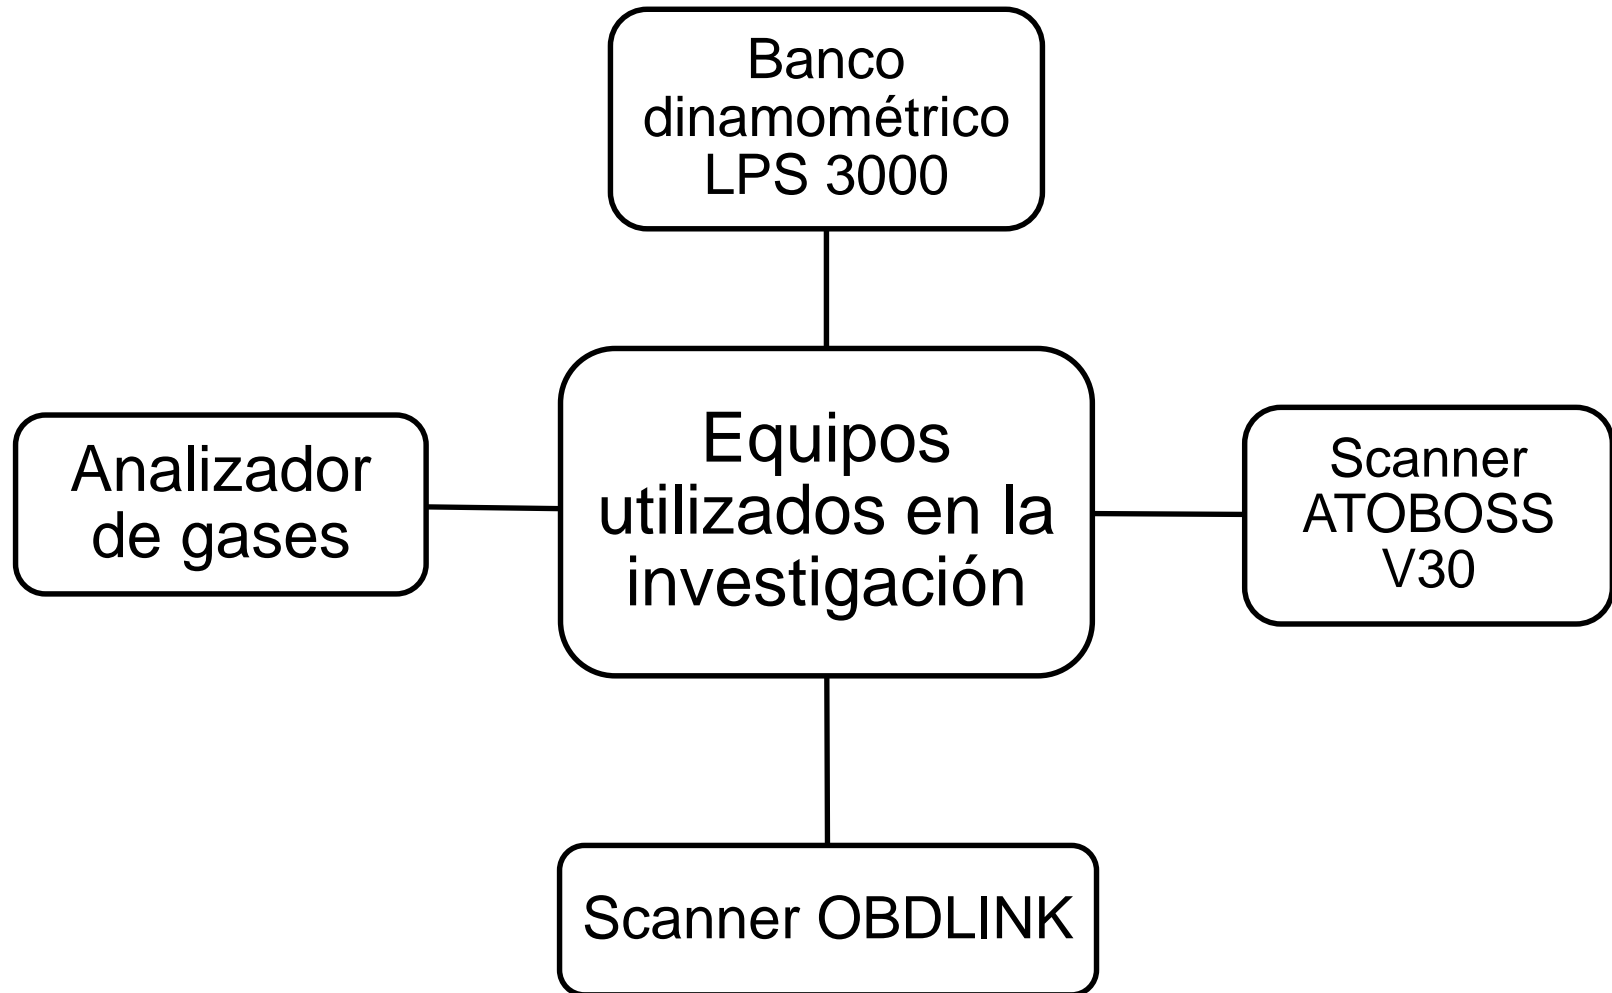 Banco
dinamométrico
LPS 3000
Equipos
utilizados en la
investigación
Analizador
de gases
Scanner
ATOBOSS
V30
Scanner OBDLINK